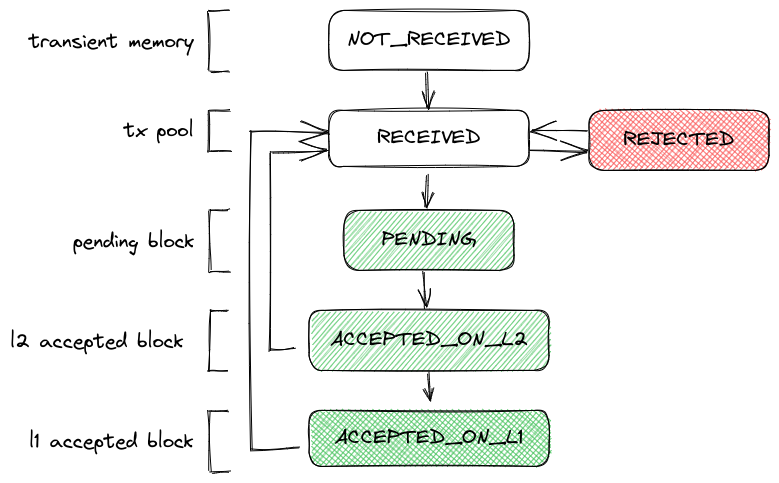 transient memory
NOT_RECEIVED
tx pool
RECEIVED
REJECTED
pending block
PENDING
l2 accepted block
ACCEPTED_ON_L2
l1 accepted block
ACCEPTED_ON_L1